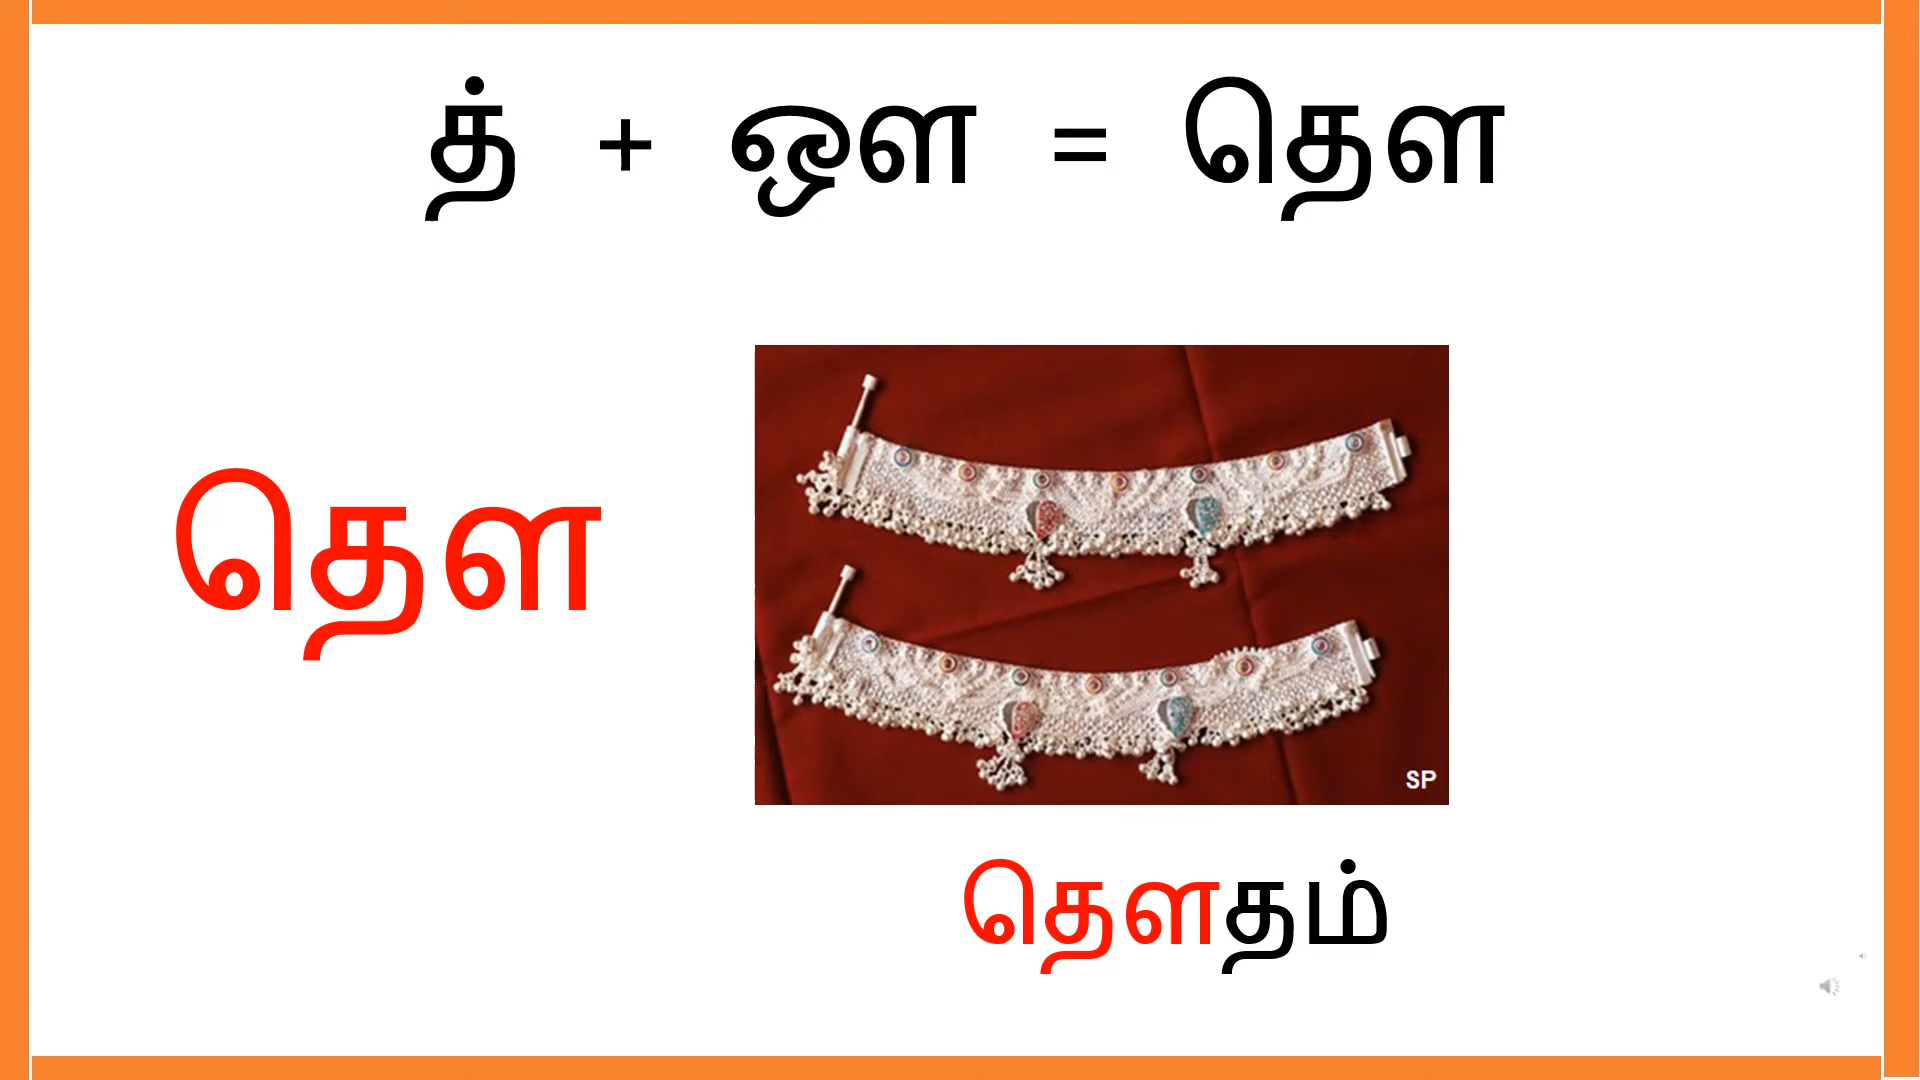 த் + ஔ = தௌ
தௌ
SP
தௌதம்